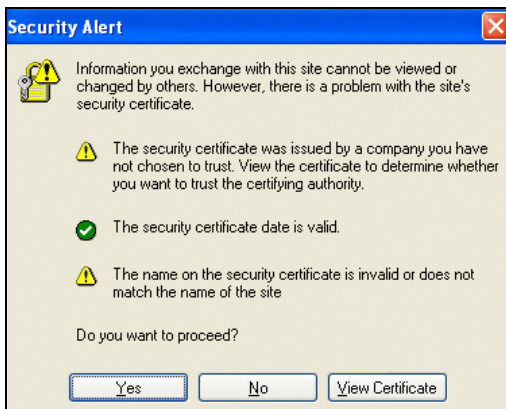 Security Alert
Information you exchange with this site cannot be viewed or
changed by others. However, there is a problem with the site's
security certificate.
The security certificate was issued by a company you have
not chosen to trust. View the certificate to determine whether
you want to trust the certifying authority.
The security certificate date is valid.
The name on the security certificate is invalid or does not
match the name of the site
Do you want to proceed?
Yes No View Certificate